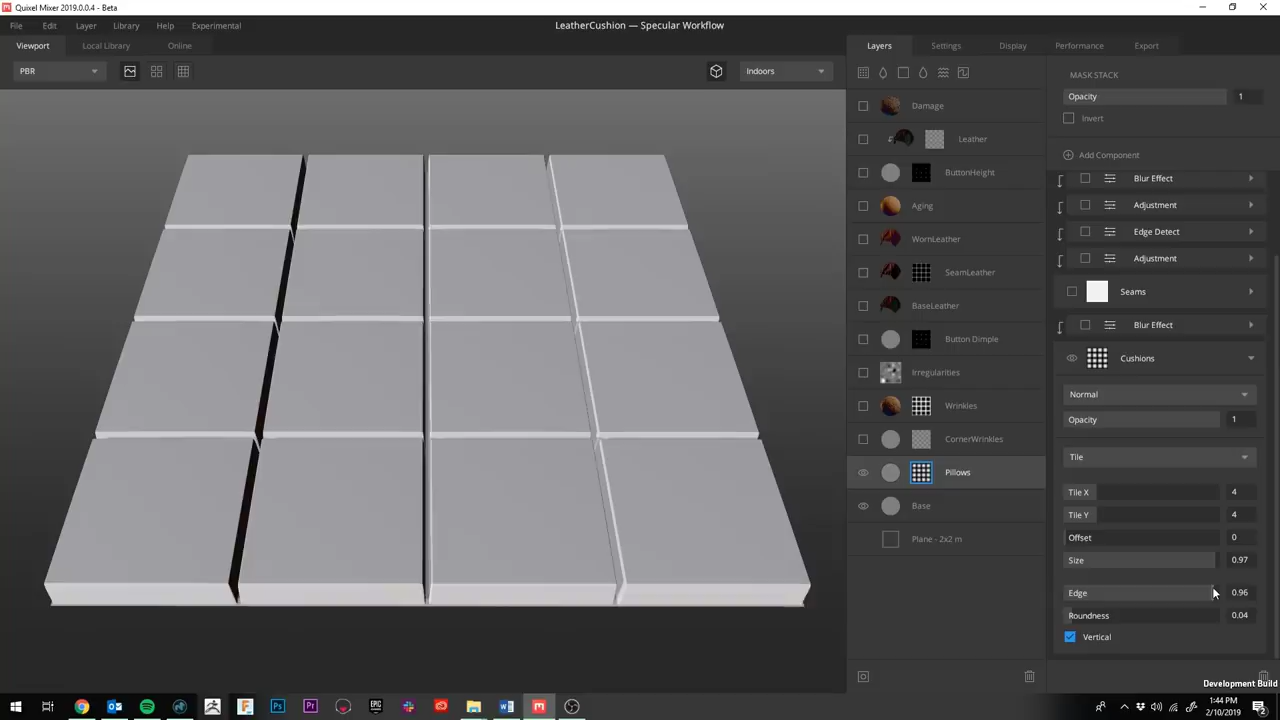 Quixel Mixer 2019.0.0.4 - Beta
File Edit Layer Library Help Experimental
LeatherCushion — Specular Workflow
Viewport Local Library Online
PBR
Indoors
Layers Settings Display Performance Export
Damage
Leather
ButtonHeight
Aging
WornLeather
SeamLeather
BaseLeather
Button Dimple
Irregularities
Wrinkles
CornerWrinkles
Pillows
Base
Plane - 2x2 m
MASK STACK
Opacity 1
Invert
Add Component
Blur Effect
Adjustment
Edge Detect
Adjustment
Seams
Blur Effect
Cushions
Normal
Opacity 1
Tile
Tile X 4
Tile Y 4
Offset 0
Size 0.97
Edge 0.96
Roundness 0.04
Vertical
Development Build
1:44 PM
2/10/2019